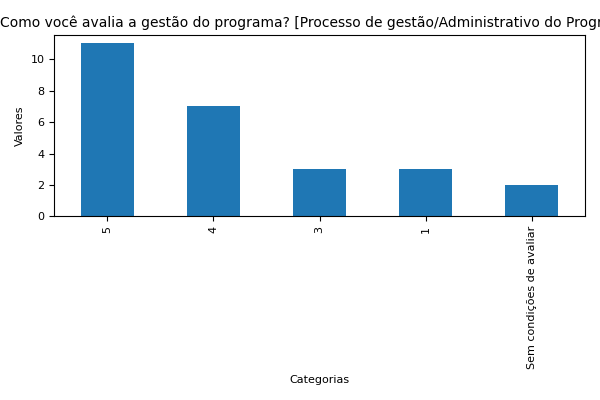 Como você avalia a gestão do programa? [Processo de gestão/Administrativo do
Valores
10
8
6
4
2
0
5
4
3
1
Sem condições de avaliar
Categorias